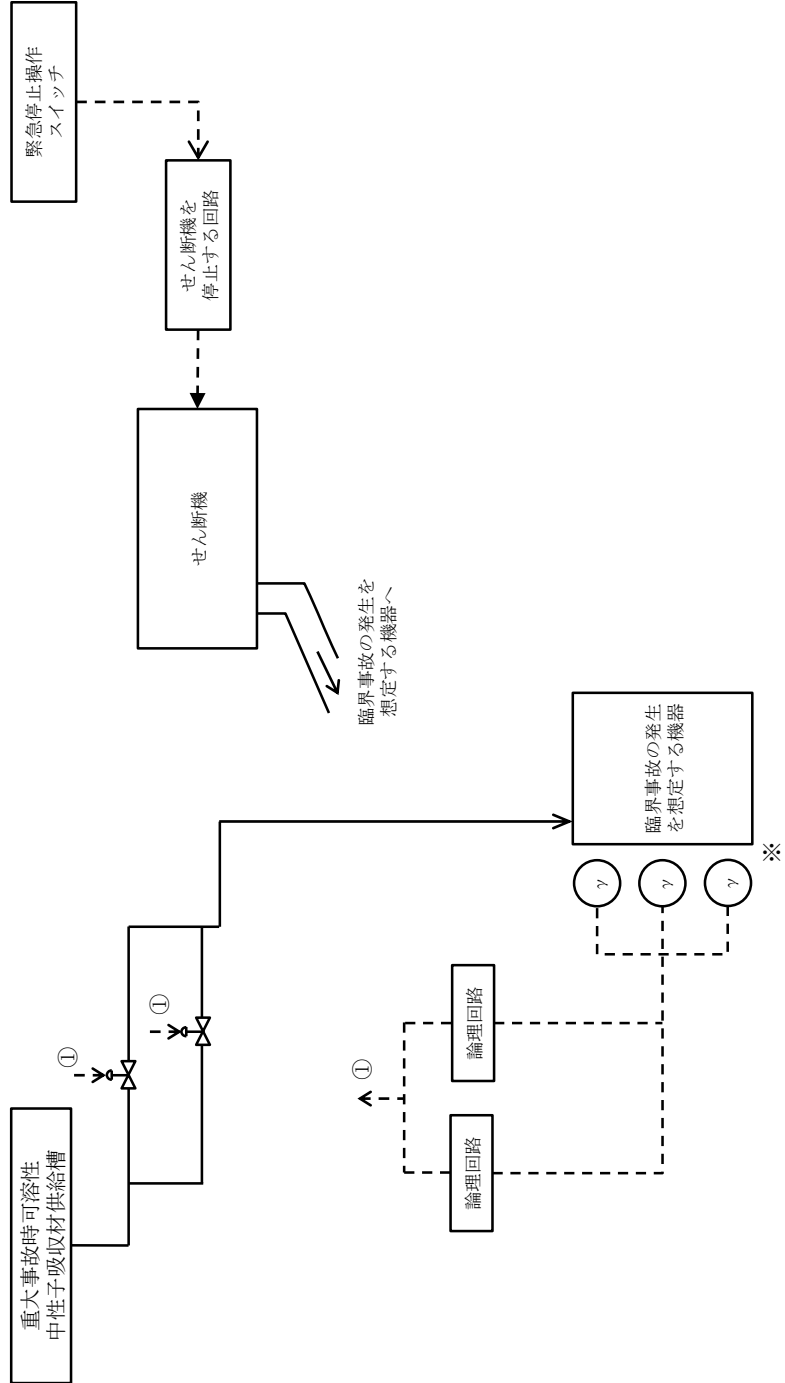 重大事故時可溶性
中性子吸収材供給槽
①
①
①
論理回路
論理回路
γ
γ
γ
※
臨界事故の発生
を想定する機器
せん断機
臨界事故の発生を
想定する機器へ
せん断機を
停止する回路
緊急停止操作
スイッチ